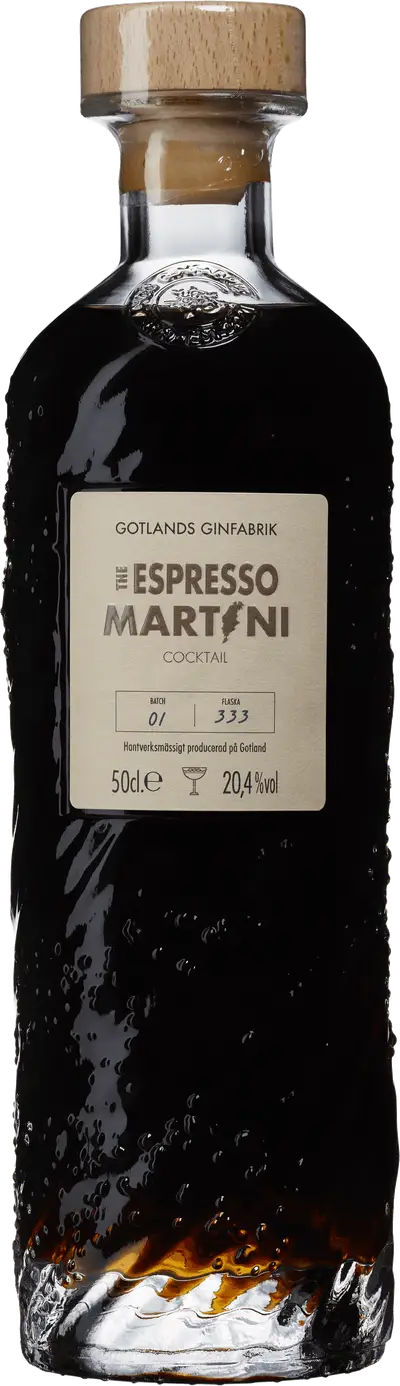 GOTLANDS GINFABRIK
THE ESPRESSO
MARTINI
COCKTAIL
BATCH FLASKA
01 333
Hantverksmässigt producerad på Gotland
50cl.e 20,4%vol